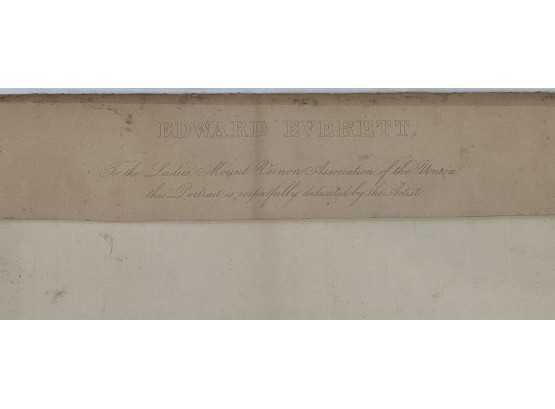 EDWARD EVERETT.
To the Ladies Mount Vernon Association of the Union
this Portrait is respectfully dedicated by the Artist